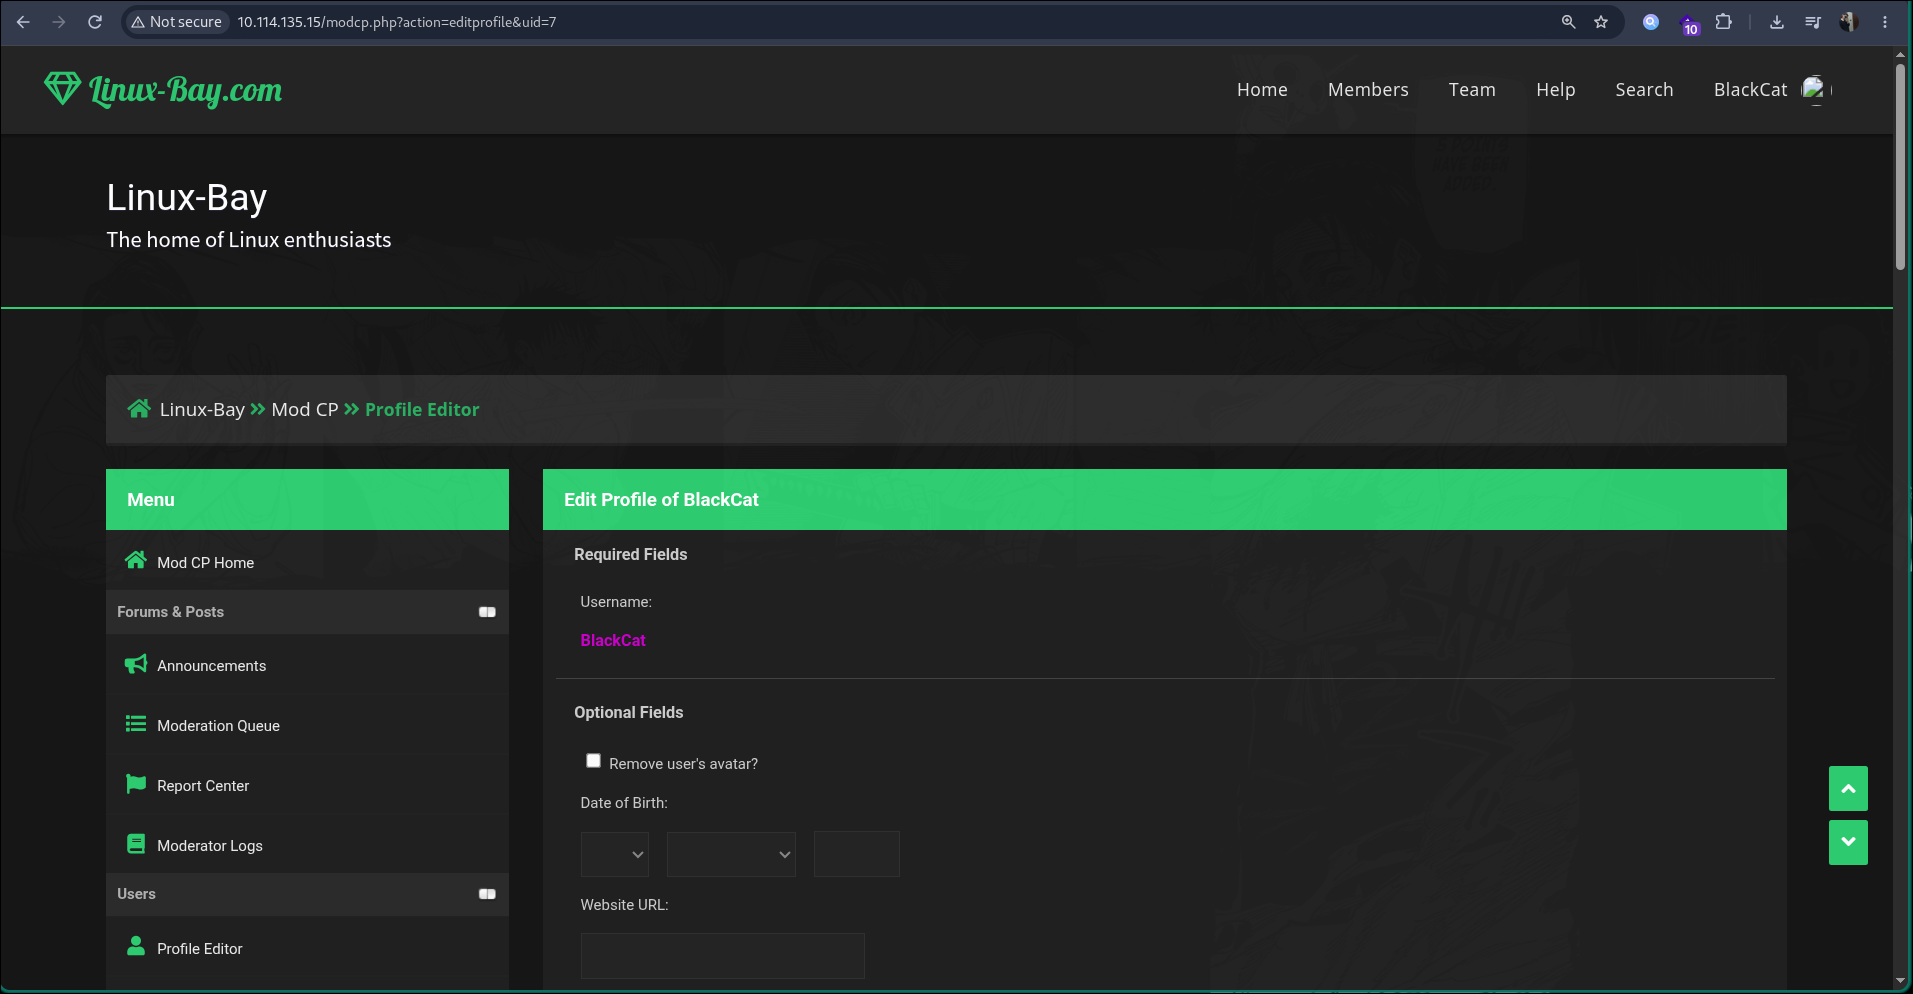 Not secure 10.114.135.15/modcp.php?action=editprofile&uid=7
10
Linux-Bay.com
Home Members Team Help Search BlackCat
Linux-Bay
The home of Linux enthusiasts
Linux-Bay Mod CP Profile Editor
Menu
Mod CP Home
Forums & Posts
Announcements
Moderation Queue
Report Center
Moderator Logs
Users
Profile Editor
Edit Profile of BlackCat
Required Fields
Username:
BlackCat
Optional Fields
Remove user's avatar?
Date of Birth:
Website URL: